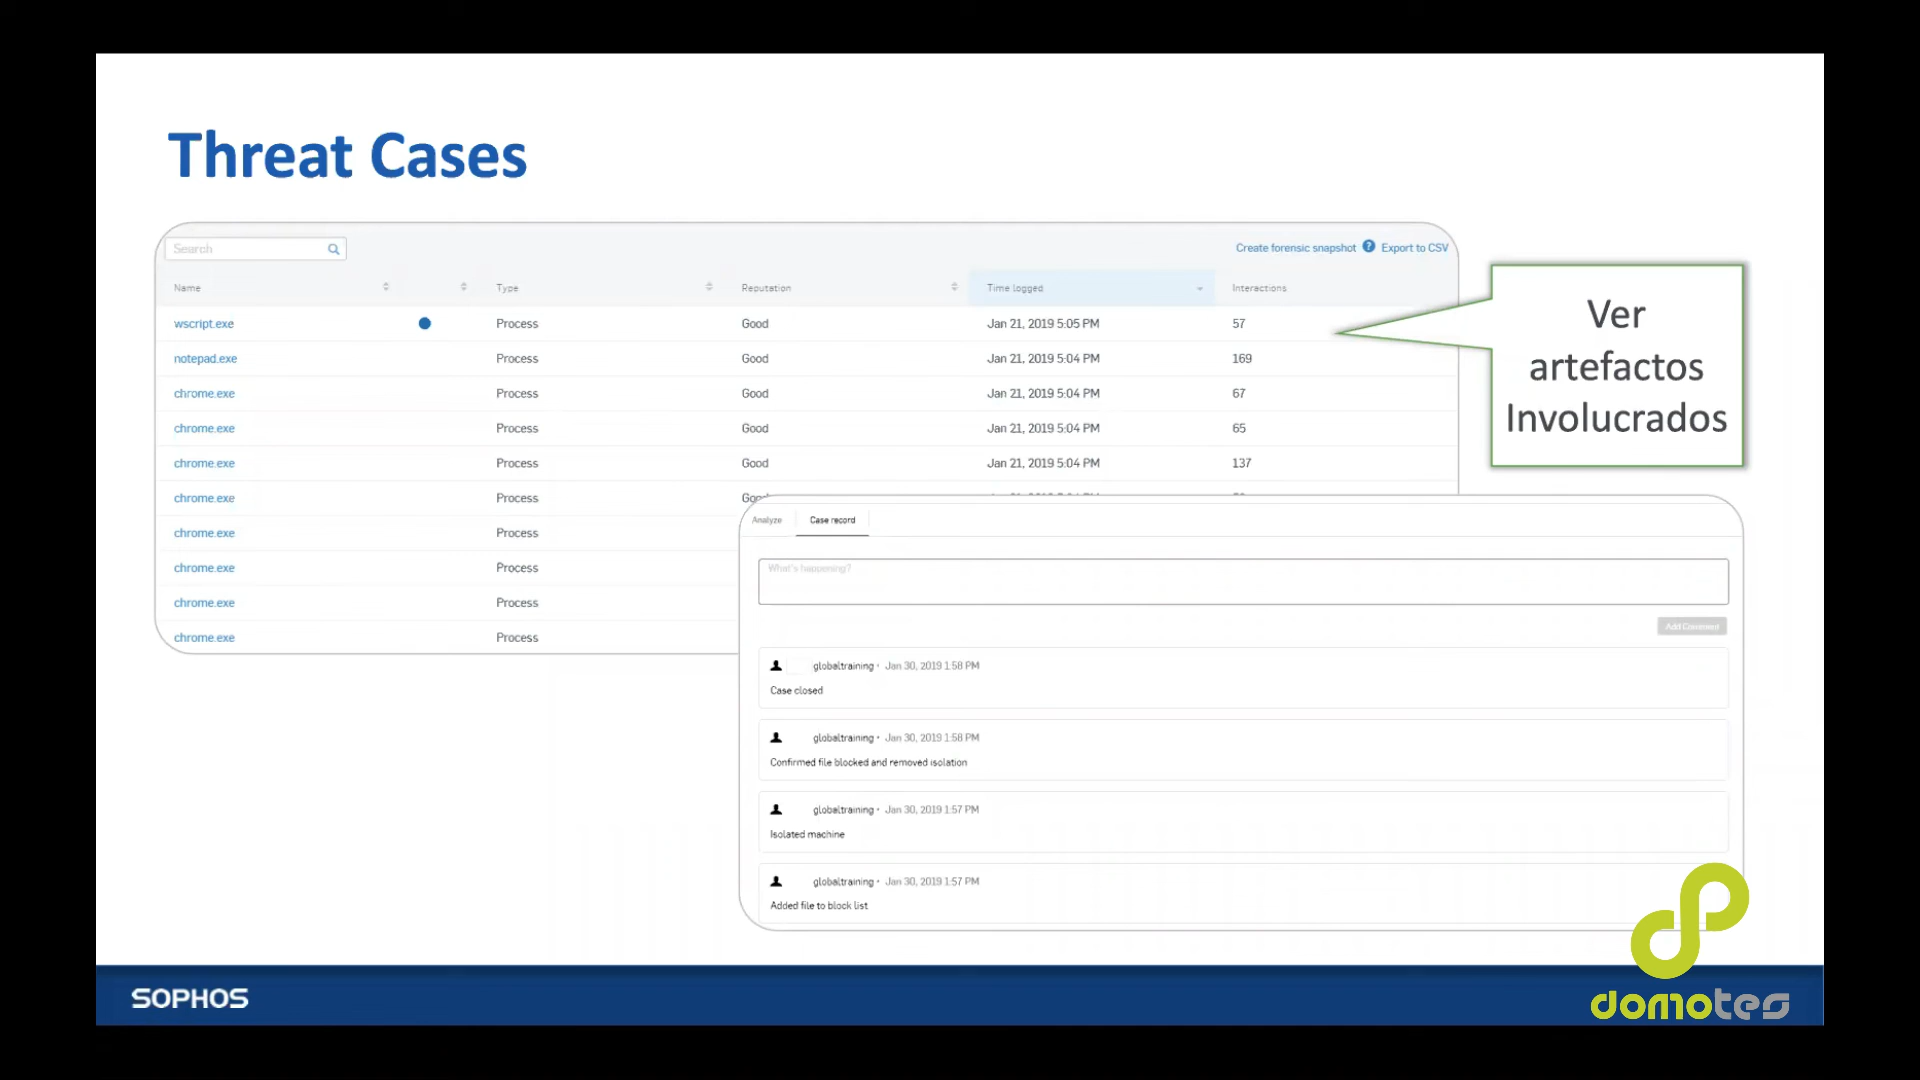 Threat Cases
Search
Create forensic snapshot ? Export to CSV
Name Type Reputation Time logged Interactions
wscript.exe Process Good Jan 21, 2019 5:05 PM 57
notepad.exe Process Good Jan 21, 2019 5:04 PM 169
chrome.exe Process Good Jan 21, 2019 5:04 PM 67
chrome.exe Process Good Jan 21, 2019 5:04 PM 65
chrome.exe Process Good Jan 21, 2019 5:04 PM 137
chrome.exe Process
chrome.exe Process
chrome.exe Process
chrome.exe Process
chrome.exe Process
Ver
artefactos
Involucrados
Analyze Case record
What's happening?
Add Comment
globaltraining • Jan 30, 2019 1:58 PM
Case closed
globaltraining • Jan 30, 2019 1:58 PM
Confirmed file blocked and removed isolation
globaltraining • Jan 30, 2019 1:57 PM
Isolated machine
globaltraining • Jan 30, 2019 1:57 PM
Added file to block list
SOPHOS
domotes